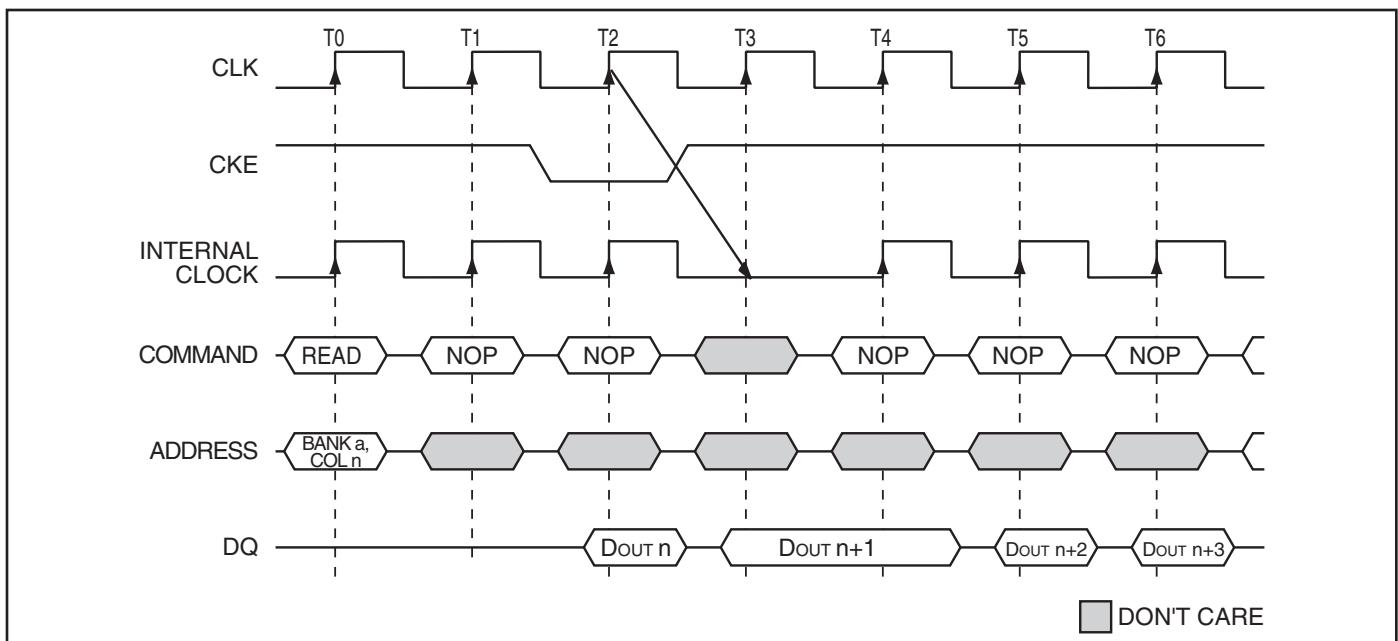 T0 T1 T2 T3 T4 T5 T6
CLK
CKE
INTERNAL
CLOCK
COMMAND READ NOP NOP NOP NOP NOP
ADDRESS BANK a,
COL n
DQ DOUT n DOUT n+1 DOUT n+2 DOUT n+3
DON'T CARE